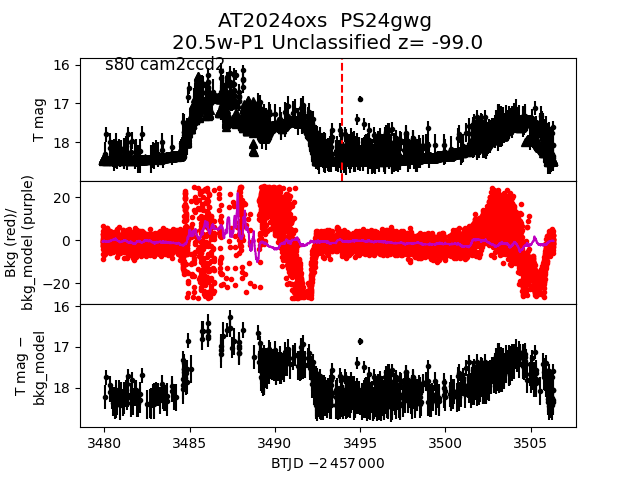 AT2024oxs  PS24gwg
20.5w-P1 Unclassified z= -99.0
s80 cam2ccd2
16
17
18
T mag
20
0
−20
Bkg (red)/
bkg_model (purple)
16
17
18
T mag −
bkg_model
3480 3485 3490 3495 3500 3505
BTJD −2 457 000